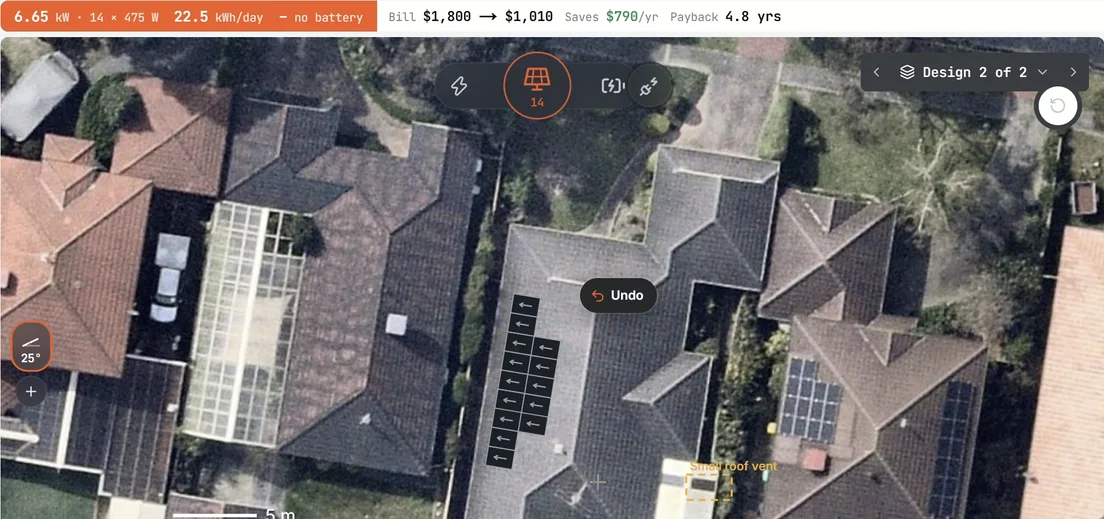 6.65 kW · 14 × 475 W 22.5 kWh/day – no battery Bill $1,800 → $1,010 Saves $790/yr Payback 4.8 yrs
14
Design 2 of 2
Undo
25°
+
Small roof vent
5 m